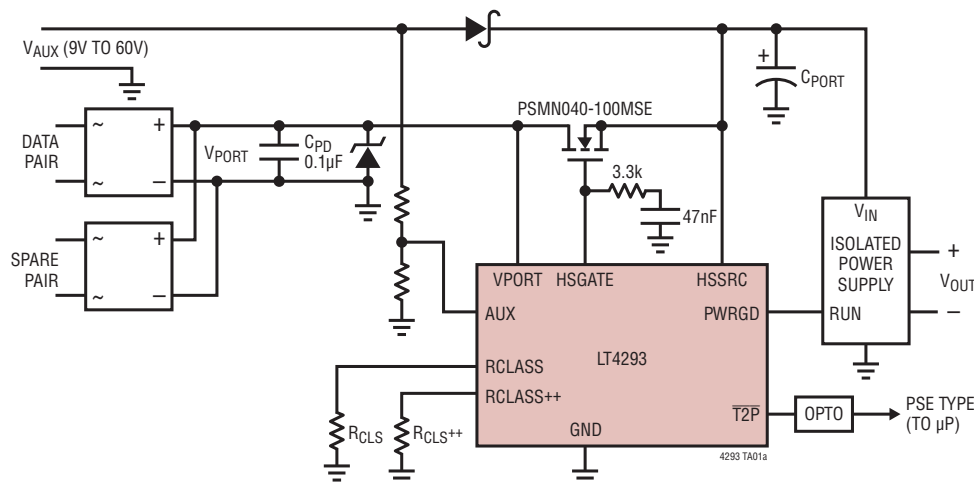 VAUX (9V TO 60V)
+
CPORT
PSMN040-100MSE
DATA
PAIR
~
+
~
–
VPORT
CPD
0.1µF
3.3k
47nF
SPARE
PAIR
~
+
~
–
VIN
ISOLATED
POWER
SUPPLY
RUN
+
VOUT
–
VPORT HSGATE HSSRC
AUX
PWRGD
LT4293
RCLASS
RCLASS++
T2P
GND
RCLS
RCLS++
OPTO
PSE TYPE
(TO µP)
4293 TA01a